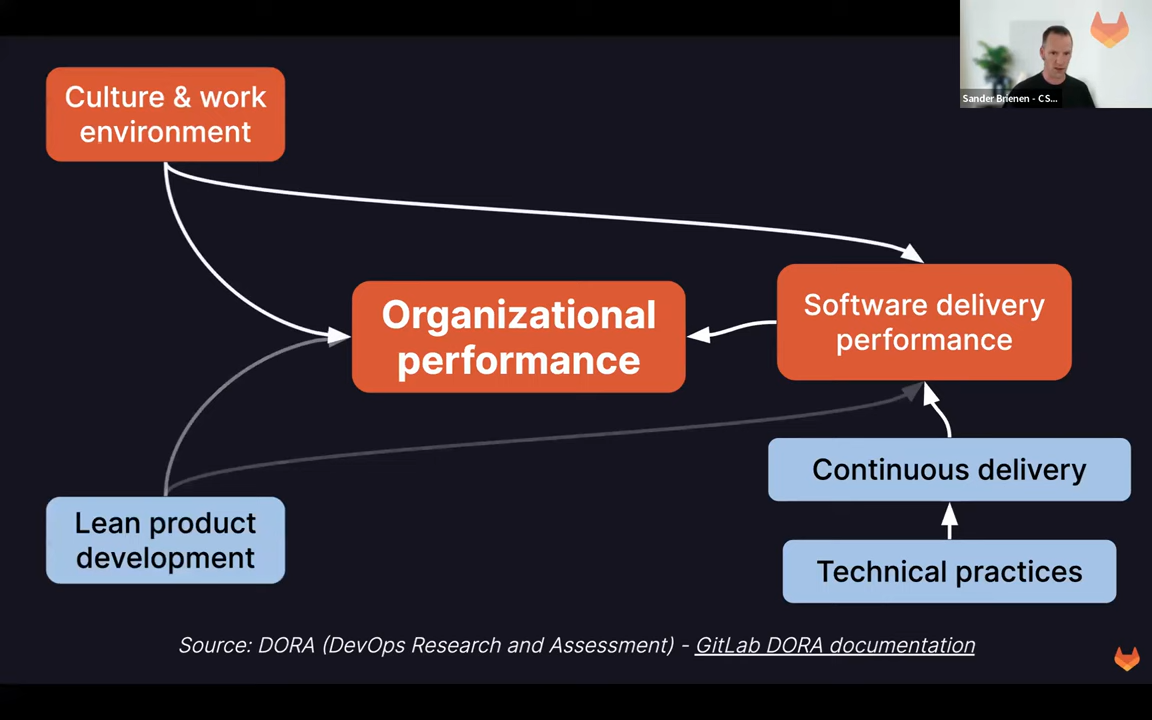 Sander Brienen - CS...
Culture & work
environment
Organizational
performance
Software delivery
performance
Continuous delivery
Lean product
development
Technical practices
Source: DORA (DevOps Research and Assessment) - GitLab DORA documentation